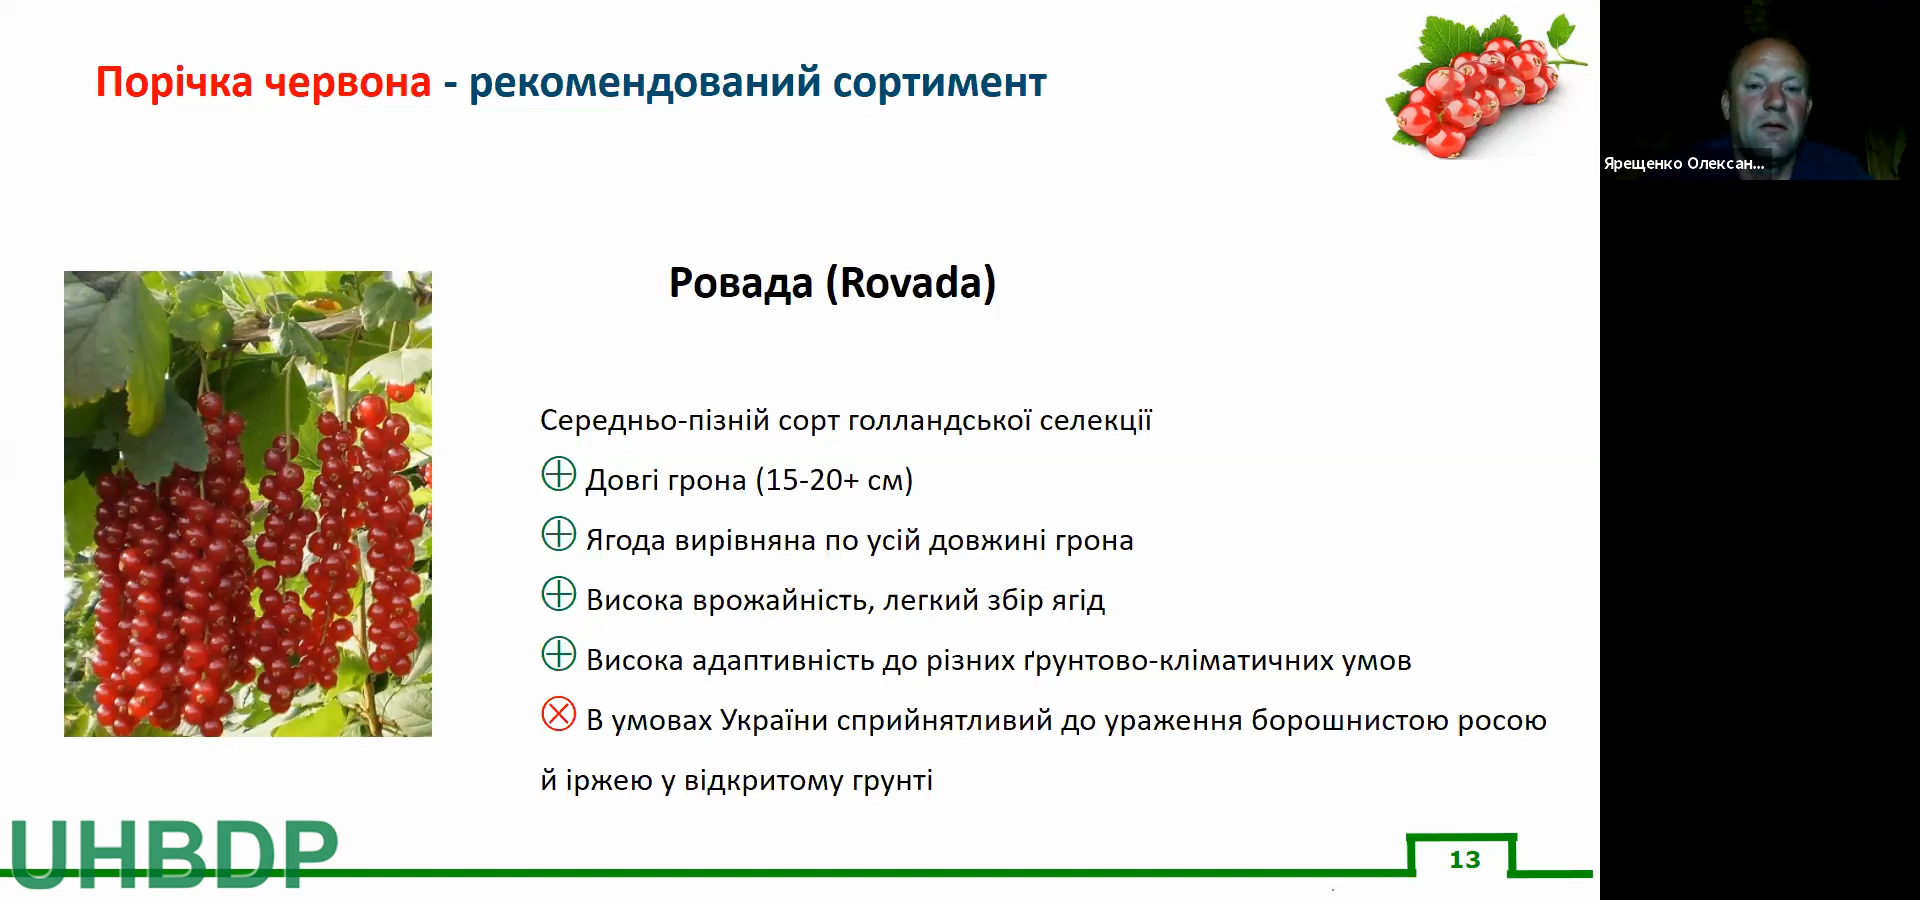 Порічка червона - рекомендований сортимент
Ярещенко Олексан...
Ровада (Rovada)
Середньо-пізній сорт голландської селекції
Довгі грона (15-20+ см)
Ягода вирівняна по усій довжині грона
Висока врожайність, легкий збір ягід
Висока адаптивність до різних ґрунтово-кліматичних умов
В умовах України сприйнятливий до ураження борошнистою росою
й іржею у відкритому грунті
UHBDP
13